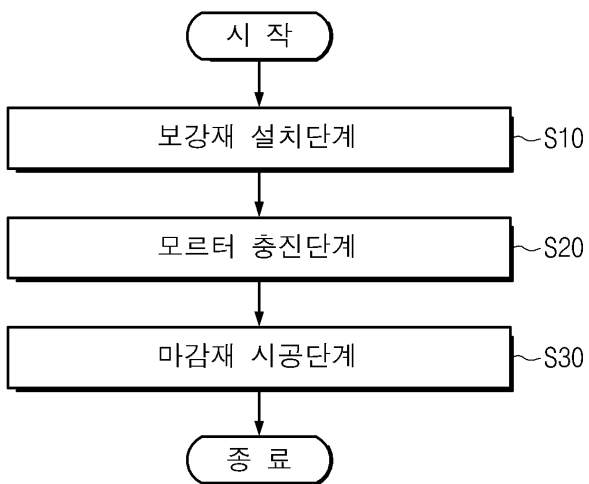 시 작
보강재 설치단계
S10
모르터 충진단계
S20
마감재 시공단계
S30
종 료